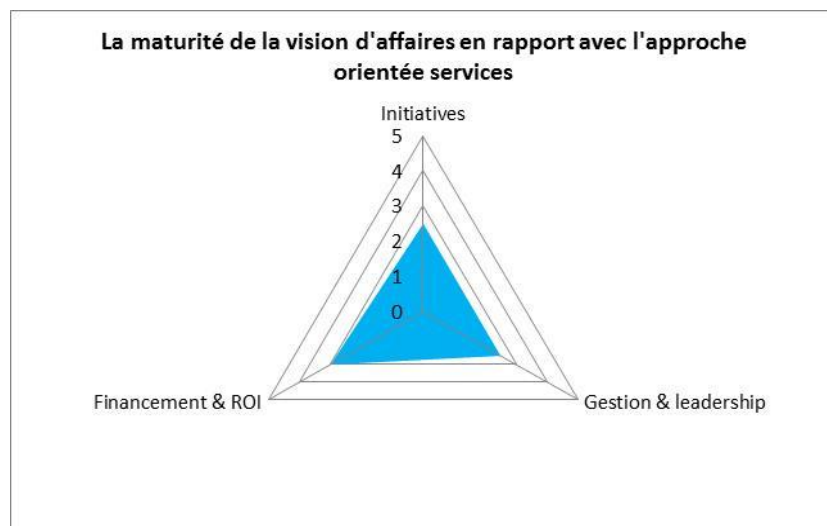 La maturité de la vision d'affaires en rapport avec l'approche
orientée services
Initiatives
5
4
3
2
1
0
Financement & ROI
Gestion & leadership